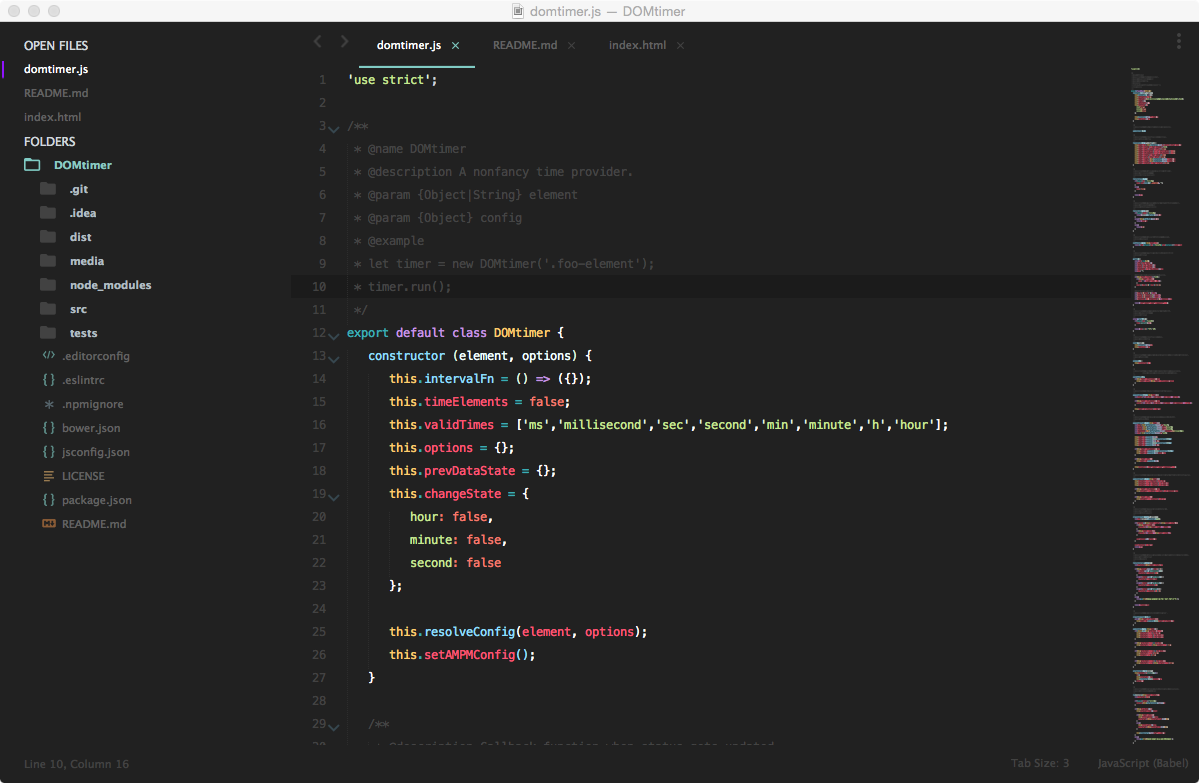 domtimer.js — DOMtimer
OPEN FILES
domtimer.js
README.md
index.html
FOLDERS
DOMtimer
.git
.idea
dist
media
node_modules
src
tests
.editorconfig
.eslintrc
.npmignore
bower.json
jsconfig.json
LICENSE
package.json
README.md
domtimer.js × README.md × index.html ×
1 'use strict';
2
3 /**
4 * @name DOMtimer
5 * @description A nonfancy time provider.
6 * @param {Object|String} element
7 * @param {Object} config
8 * @example
9 * let timer = new DOMtimer('.foo-element');
10 * timer.run();
11 */
12 export default class DOMtimer {
13 constructor (element, options) {
14 this.intervalFn = () => ({});
15 this.timeElements = false;
16 this.validTimes = ['ms','millisecond','sec','second','min','minute','h','hour'];
17 this.options = {};
18 this.prevDataState = {};
19 this.changeState = {
20 hour: false,
21 minute: false,
22 second: false
23 };
24
25 this.resolveConfig(element, options);
26 this.setAMPMConfig();
27 }
28
29 /**
Line 10, Column 16
Tab Size: 3 JavaScript (Babel)